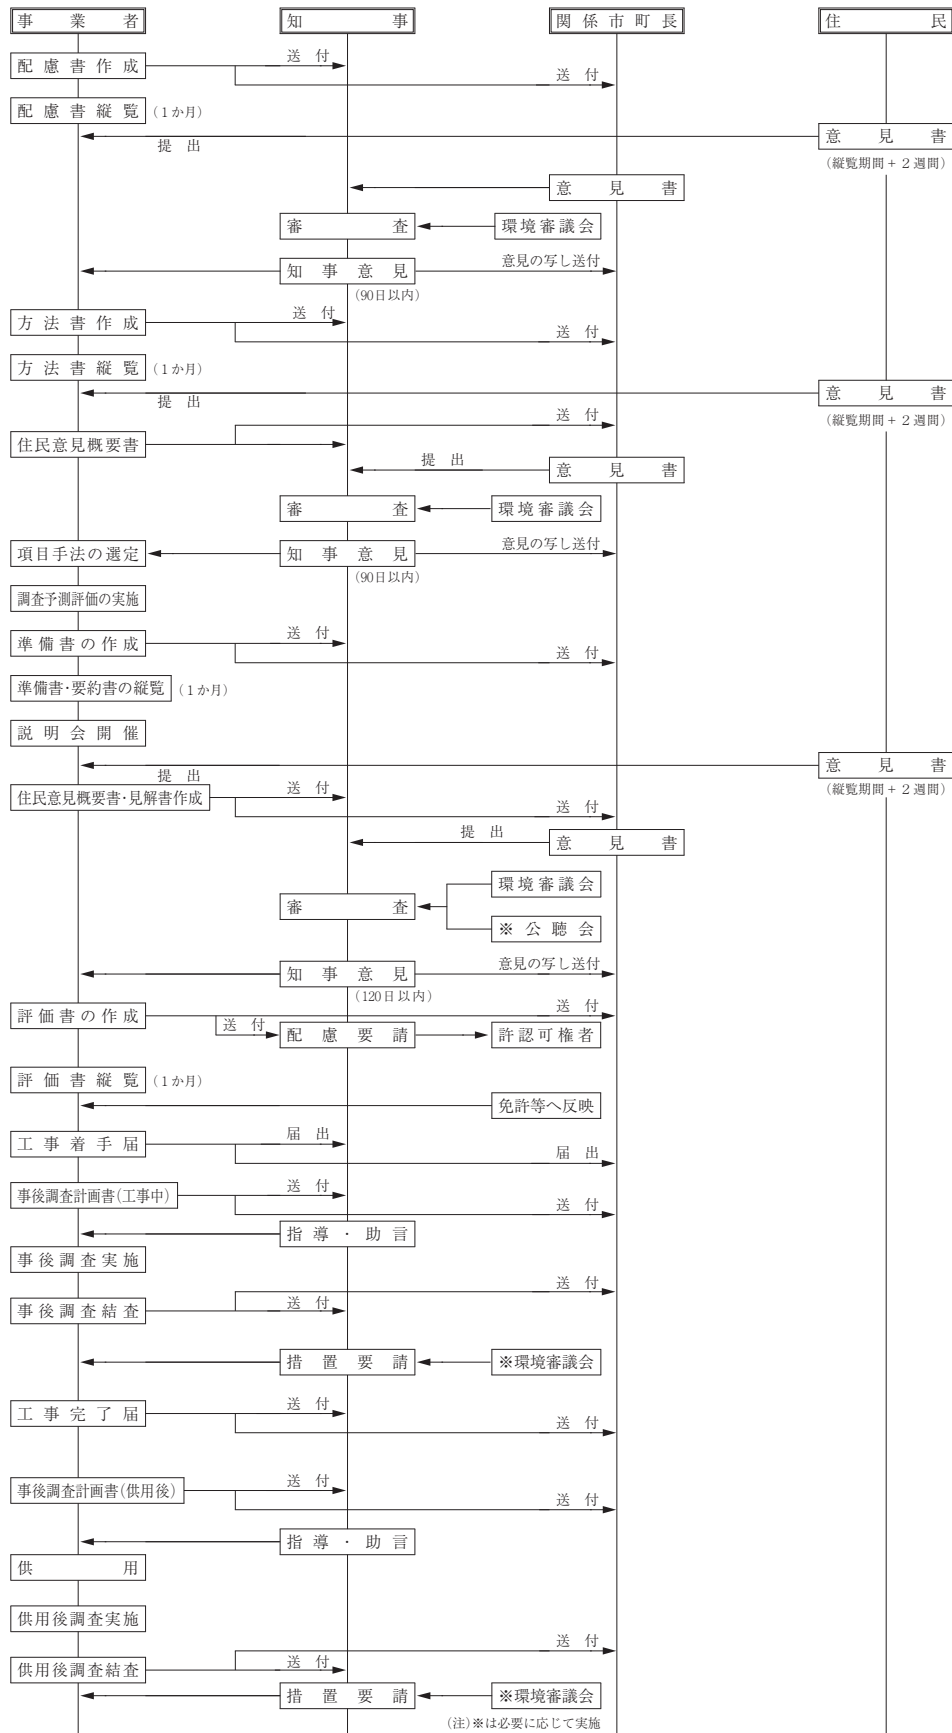 事業者 知事 関係市町長 住民
送付
配慮書作成
送付
配慮書縦覧 (1か月)
提出
意見書
(縦覧期間+2週間)
意見書
審査 環境審議会
知事意見 意見の写し送付
(90日以内)
方法書作成 送付
送付
方法書縦覧 (1か月)
提出
意見書
(縦覧期間+2週間)
送付
住民意見概要書
提出 意見書
審査 環境審議会
項目手法の選定 知事意見 意見の写し送付
(90日以内)
調査予測評価の実施
準備書の作成 送付
送付
準備書・要約書の縦覧 (1か月)
説明会開催
提出
意見書
(縦覧期間+2週間)
住民意見概要書・見解書作成 送付
送付
提出 意見書
環境審議会
審査
※公聴会
知事意見 意見の写し送付
(120日以内)
評価書の作成 送付
送付 配慮要請 許認可権者
評価書縦覧 (1か月)
免許等へ反映
工事着手届 届出
届出
事後調査計画書(工事中) 送付
送付
指導・助言
事後調査実施
送付
事後調査結査 送付
措置要請 ※環境審議会
工事完了届 送付
送付
事後調査計画書(供用後) 送付
送付
指導・助言
供用
供用後調査実施
送付
供用後調査結査 送付
措置要請 ※環境審議会
(注)※は必要に応じて実施